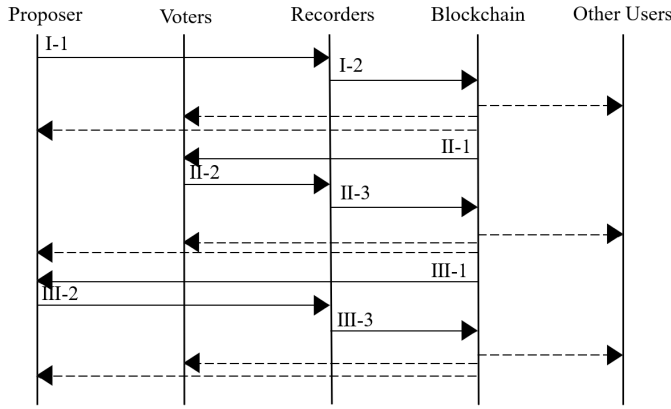 Proposer Voters Recorders Blockchain Other Users
I-1
I-2
II-1
II-2
II-3
III-1
III-2
III-3